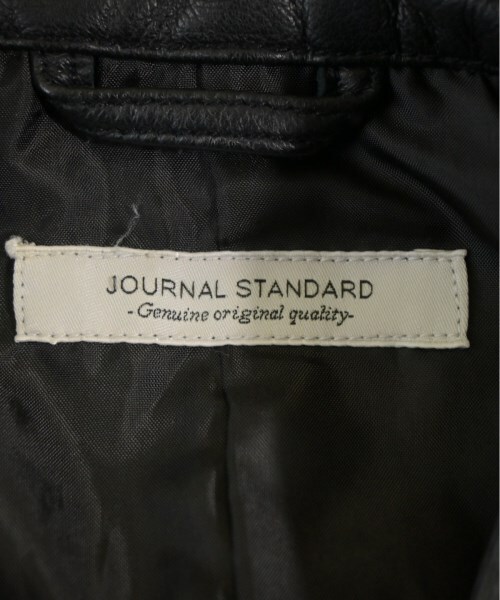 JOURNAL STANDARD
-Genuine original quality-